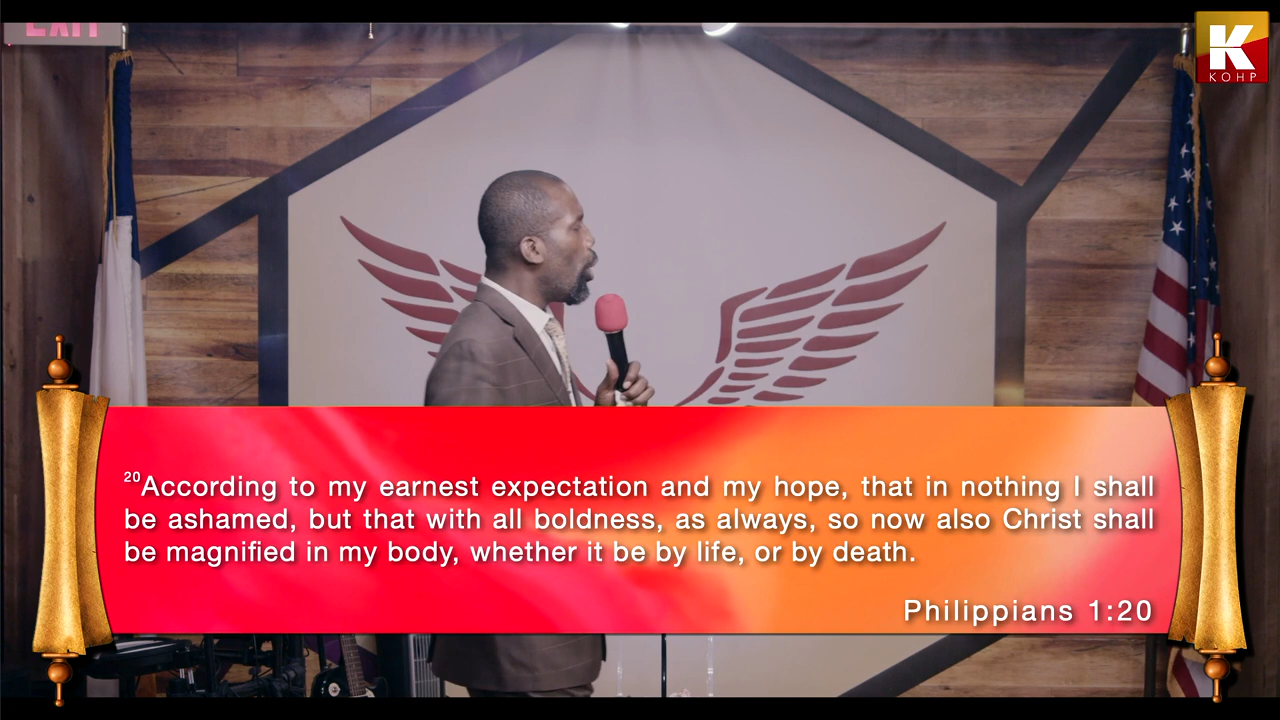 EXIT
K
KOHP
20According to my earnest expectation and my hope, that in nothing I shall
be ashamed, but that with all boldness, as always, so now also Christ shall
be magnified in my body, whether it be by life, or by death.
Philippians 1:20